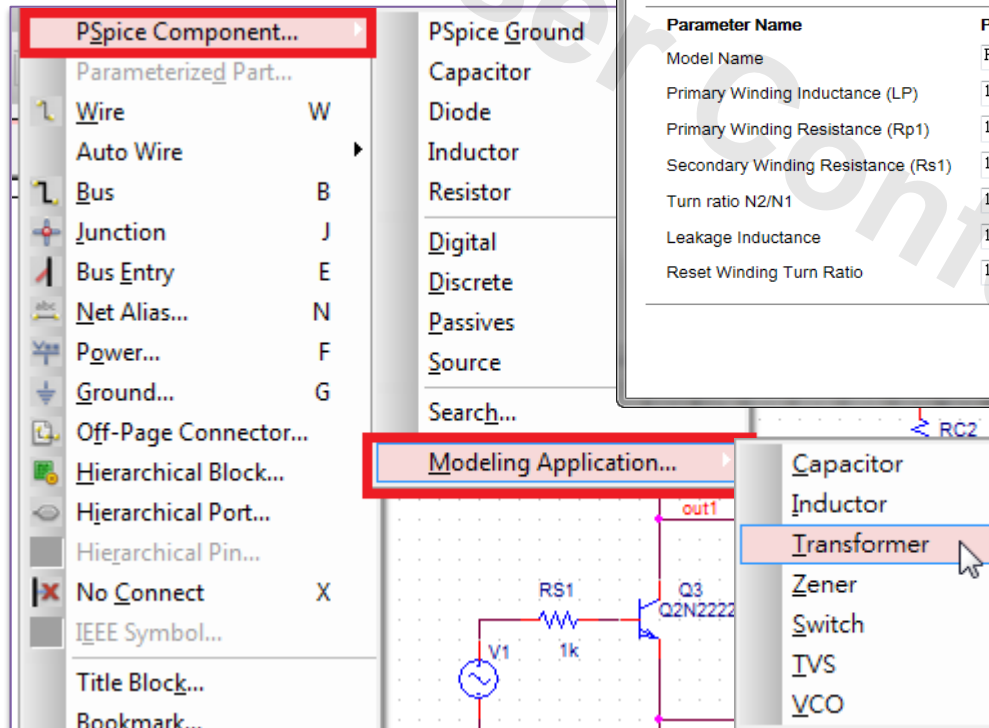 PSpice Component...
Parameterized Part...
Wire W
Auto Wire
Bus B
Junction J
Bus Entry E
Net Alias... N
Power... F
Ground... G
Off-Page Connector...
Hierarchical Block...
Hierarchical Port...
Hierarchical Pin...
No Connect X
IEEE Symbol...
Title Block...
Bookmark...
PSpice Ground
Capacitor
Diode
Inductor
Resistor
Digital
Discrete
Passives
Source
Search...
Modeling Application...
Parameter Name
Model Name
Primary Winding Inductance (LP)
Primary Winding Resistance (Rp1)
Secondary Winding Resistance (Rs1)
Turn ratio N2/N1
Leakage Inductance
Reset Winding Turn Ratio
Capacitor
Inductor
Transformer
Zener
Switch
TVS
VCO
RC2
out1
RS1
1k
V1
Q3
Q2N2222
abc